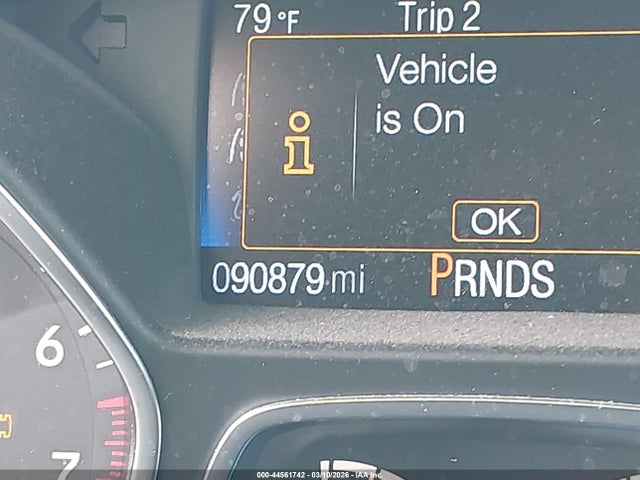 79°F Trip 2
Vehicle
is On
OK
090879 mi PRNDS
6
7
000-44561742 - 03/10/2026 - IAA Inc.